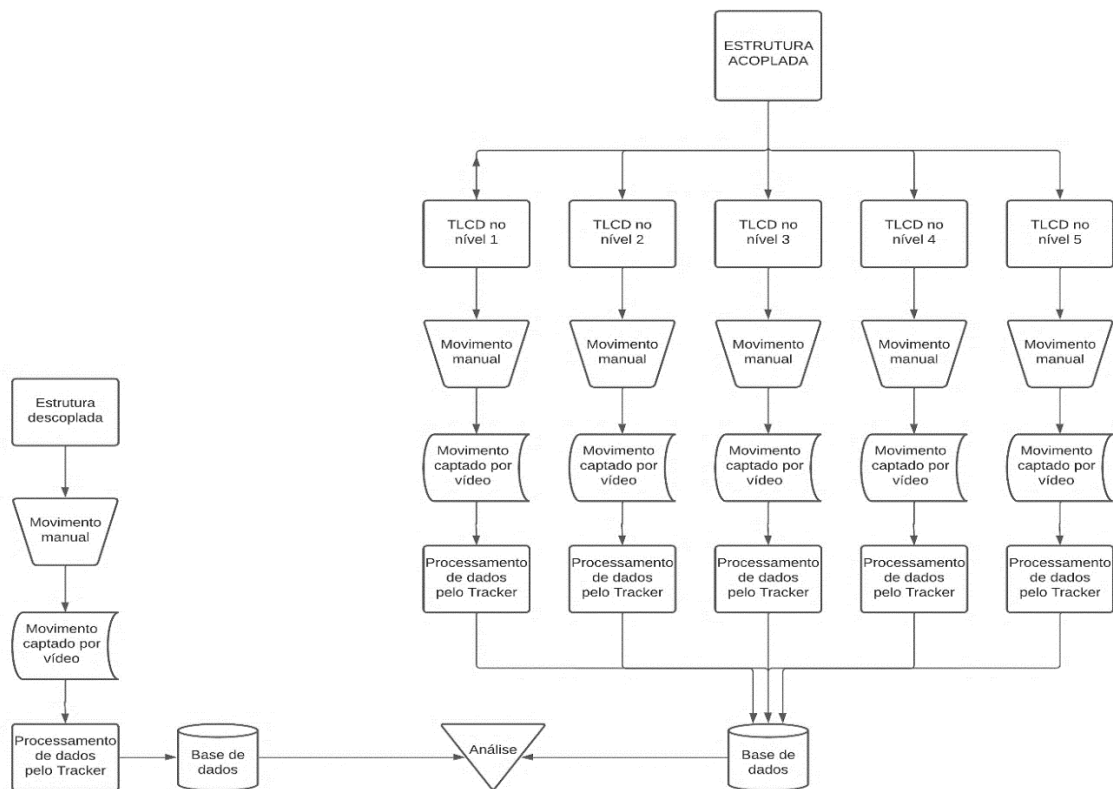 ESTRUTURA
ACOPLADA
TLCD no
nível 1
TLCD no
nível 2
TLCD no
nível 3
TLCD no
nível 4
TLCD no
nível 5
Movimento
manual
Movimento
manual
Movimento
manual
Movimento
manual
Movimento
manual
Movimento
captado por
vídeo
Movimento
captado por
vídeo
Movimento
captado por
vídeo
Movimento
captado por
vídeo
Movimento
captado por
vídeo
Processamento
de dados
pelo Tracker
Processamento
de dados
pelo Tracker
Processamento
de dados
pelo Tracker
Processamento
de dados
pelo Tracker
Processamento
de dados
pelo Tracker
Estrutura
descoplada
Movimento
manual
Movimento
captado por
vídeo
Processamento
de dados
pelo Tracker
Base de
dados
Análise
Base de
dados